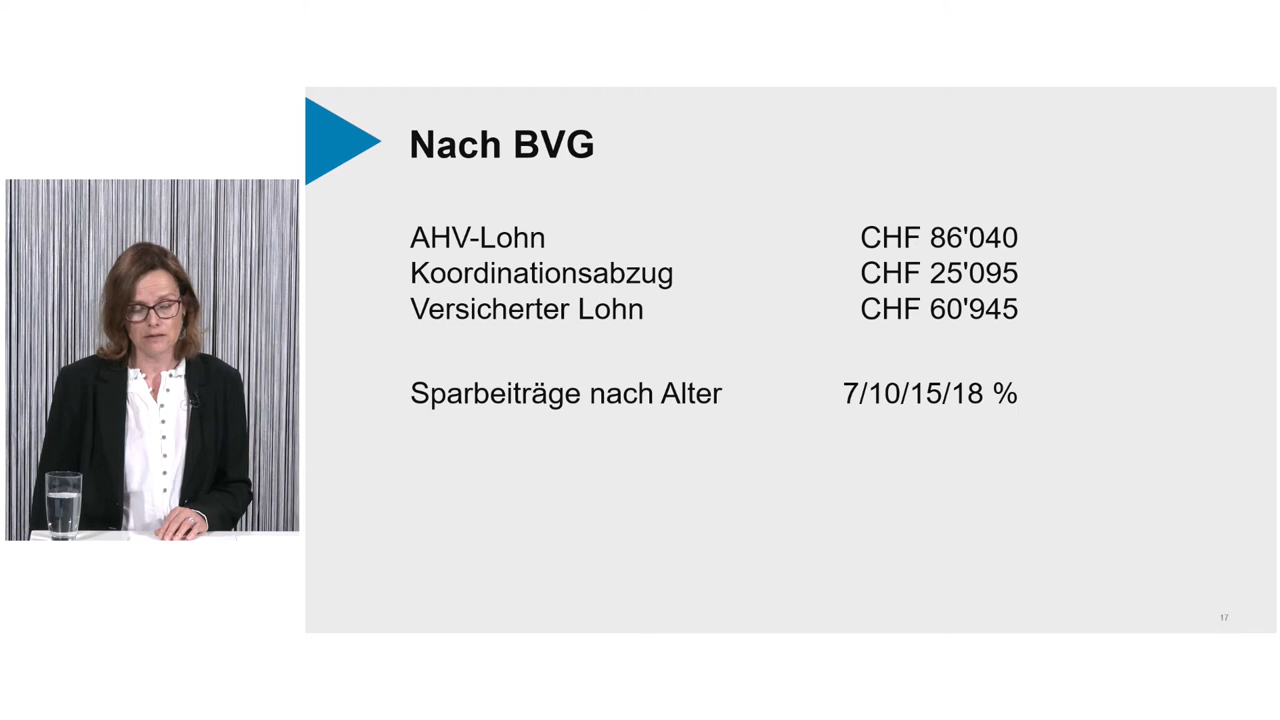 Nach BVG
AHV-Lohn CHF 86'040
Koordinationsabzug CHF 25'095
Versicherter Lohn CHF 60'945
Sparbeiträge nach Alter 7/10/15/18 %
17